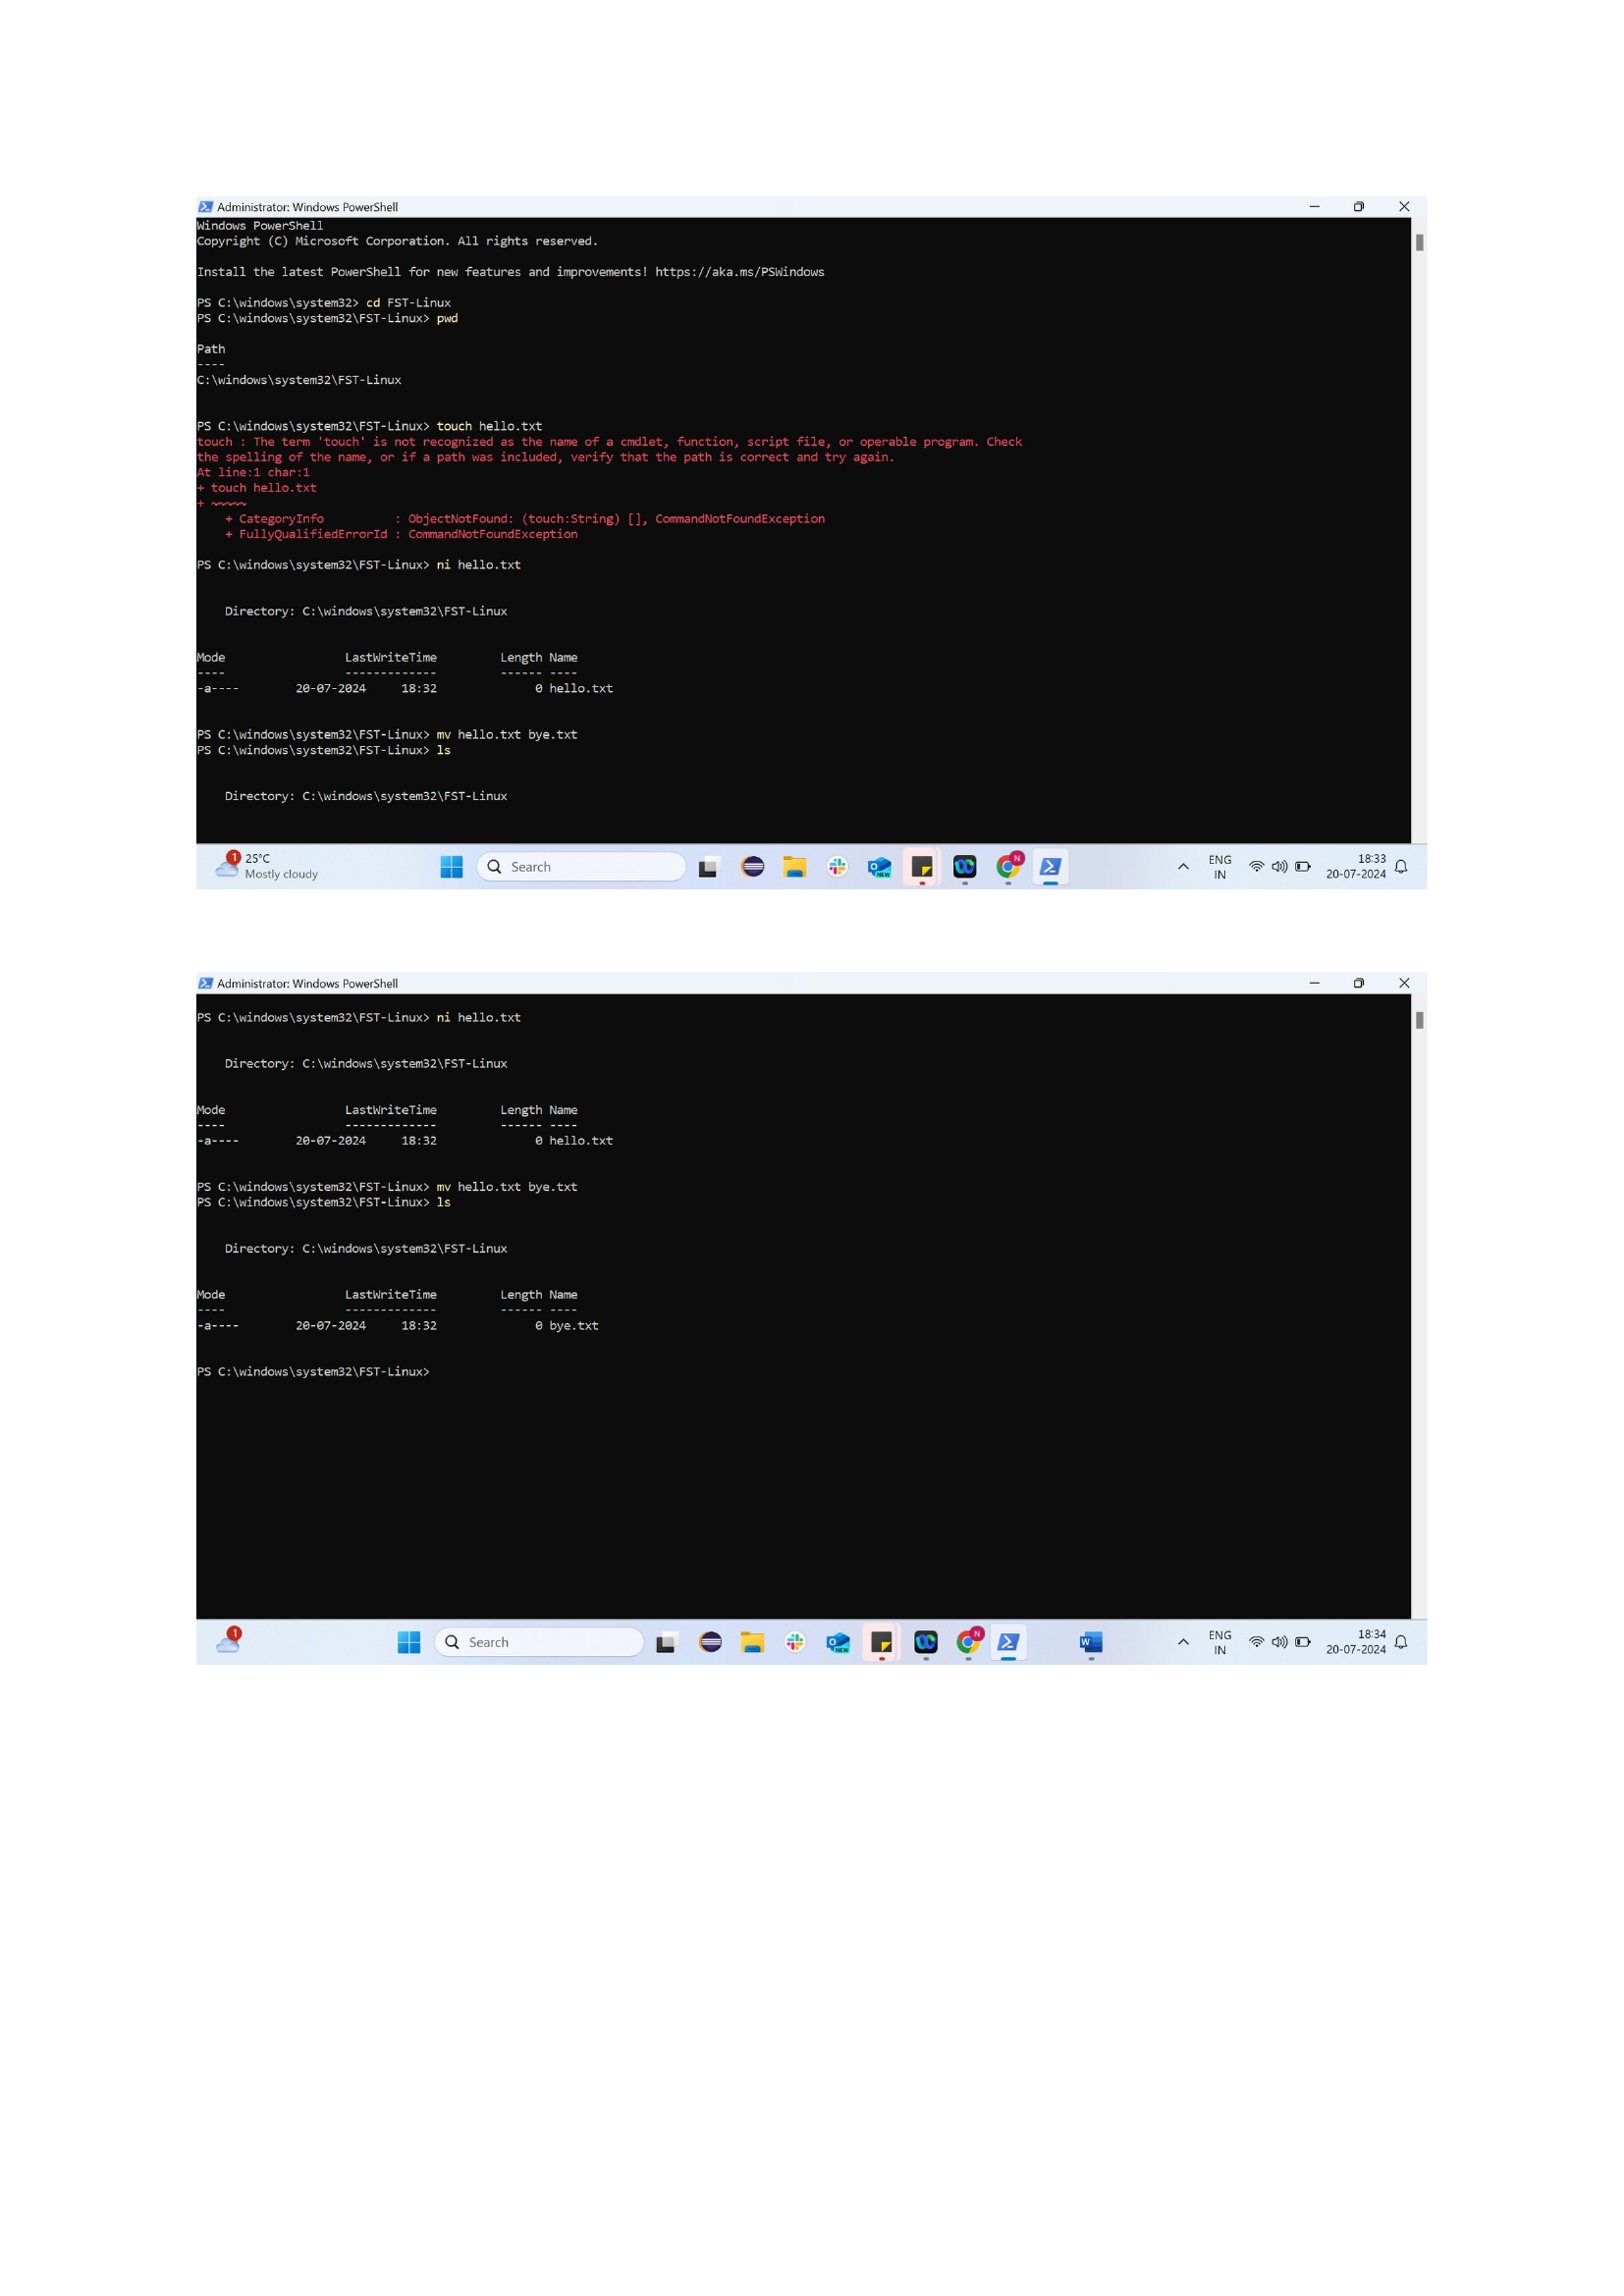 Administrator: Windows PowerShell
Windows PowerShell
Copyright (C) Microsoft Corporation. All rights reserved.
Install the latest PowerShell for new features and improvements! https://aka.ms/PSWindows
PS C:\windows\system32> cd FST-Linux
PS C:\windows\system32\FST-Linux> pwd
Path
----
C:\windows\system32\FST-Linux
PS C:\windows\system32\FST-Linux> touch hello.txt
touch : The term 'touch' is not recognized as the name of a cmdlet, function, script file, or operable program. Check
the spelling of the name, or if a path was included, verify that the path is correct and try again.
At line:1 char:1
+ touch hello.txt
+ ~~~~~
    + CategoryInfo          : ObjectNotFound: (touch:String) [], CommandNotFoundException
    + FullyQualifiedErrorId : CommandNotFoundException
PS C:\windows\system32\FST-Linux> ni hello.txt
    Directory: C:\windows\system32\FST-Linux
Mode                 LastWriteTime         Length Name
----                 -------------         ------ ----
-a----        20-07-2024     18:32              0 hello.txt
PS C:\windows\system32\FST-Linux> mv hello.txt bye.txt
PS C:\windows\system32\FST-Linux> ls
    Directory: C:\windows\system32\FST-Linux
1 25°C
Mostly cloudy
Search
NEW
N
ENG
IN
18:33
20-07-2024
Administrator: Windows PowerShell
PS C:\windows\system32\FST-Linux> ni hello.txt
    Directory: C:\windows\system32\FST-Linux
Mode                 LastWriteTime         Length Name
----                 -------------         ------ ----
-a----        20-07-2024     18:32              0 hello.txt
PS C:\windows\system32\FST-Linux> mv hello.txt bye.txt
PS C:\windows\system32\FST-Linux> ls
    Directory: C:\windows\system32\FST-Linux
Mode                 LastWriteTime         Length Name
----                 -------------         ------ ----
-a----        20-07-2024     18:32              0 bye.txt
PS C:\windows\system32\FST-Linux>
1
Search
NEW
N
W
ENG
IN
18:34
20-07-2024